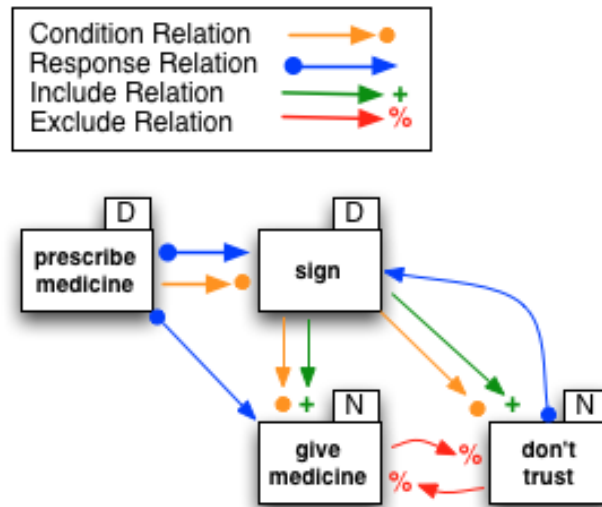 Condition Relation
Response Relation
Include Relation +
Exclude Relation %
D
D
prescribe
medicine
sign
+
+
N
N
give
medicine
%
%
don't
trust